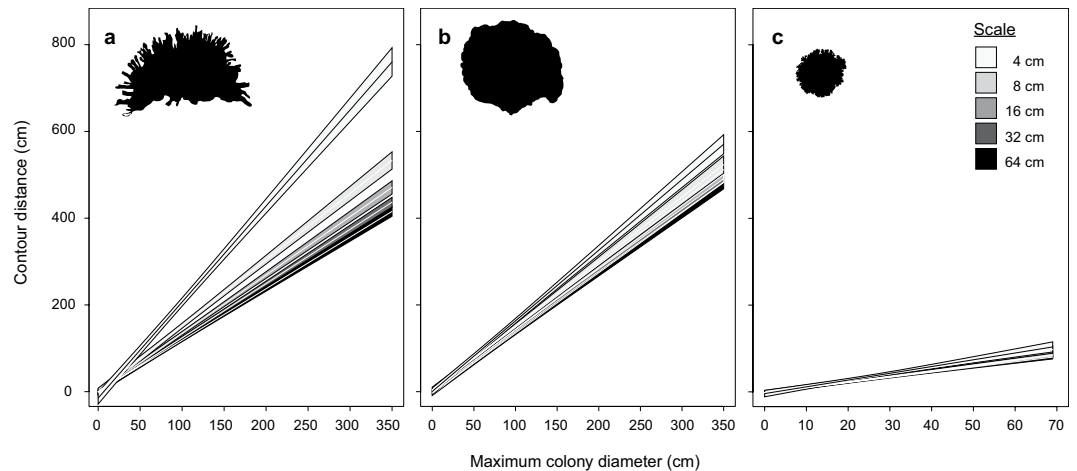 a
b
c
Scale
4 cm
8 cm
16 cm
32 cm
64 cm
Contour distance (cm)
800
600
400
200
0
0 50 100 150 200 250 300 350
0 50 100 150 200 250 300 350
0 10 20 30 40 50 60 70
Maximum colony diameter (cm)